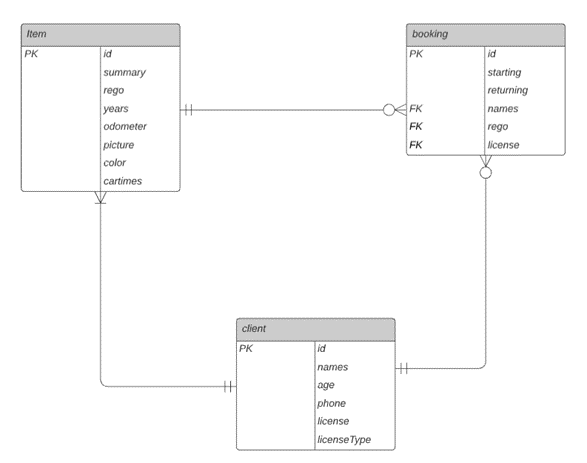 Item
PK id
summary
rego
years
odometer
picture
color
cartimes
booking
PK id
starting
returning
FK names
FK rego
FK license
client
PK id
names
age
phone
license
licenseType